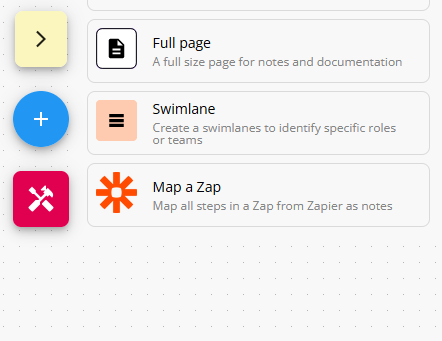 Full page
A full size page for notes and documentation
Swimlane
Create a swimlanes to identify specific roles
or teams
Map a Zap
Map all steps in a Zap from Zapier as notes